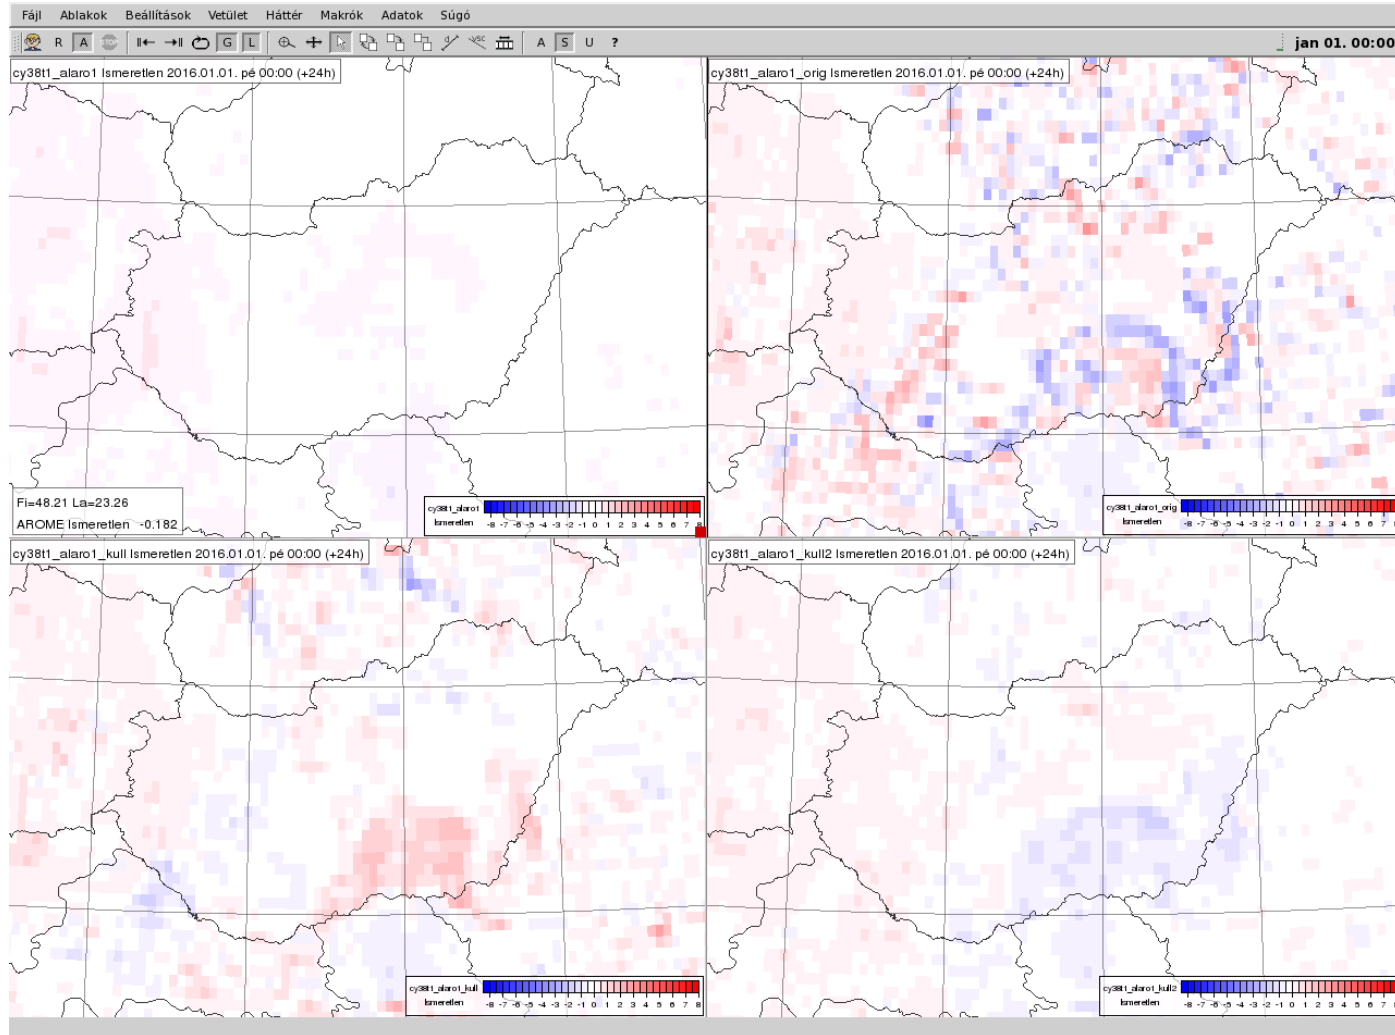 Fájl Ablakok Beállítások Vetület Háttér Makrók Adatok Súgó
R A STOP G L VSC A S U ? jan 01. 00:00
cy38t1_alaro1 Ismeretlen 2016.01.01. pé 00:00 (+24h)
cy38t1_alaro1_orig Ismeretlen 2016.01.01. pé 00:00 (+24h)
Fi=48.21 La=23.26
AROME Ismeretlen -0.182
cy38t1_alaro1
Ismeretlen
-8 -7 -6 -5 -4 -3 -2 -1 0 1 2 3 4 5 6 7 8
cy38t1_alaro1_orig
Ismeretlen
-8 -7 -6 -5 -4 -3 -2 -1 0 1 2 3 4 5 6 7
cy38t1_alaro1_kull Ismeretlen 2016.01.01. pé 00:00 (+24h)
cy38t1_alaro1_kull2 Ismeretlen 2016.01.01. pé 00:00 (+24h)
cy38t1_alaro1_kull
Ismeretlen
-8 -7 -6 -5 -4 -3 -2 -1 0 1 2 3 4 5 6 7 8
cy38t1_alaro1_kull2
Ismeretlen
-8 -7 -6 -5 -4 -3 -2 -1 0 1 2 3 4 5 6 7